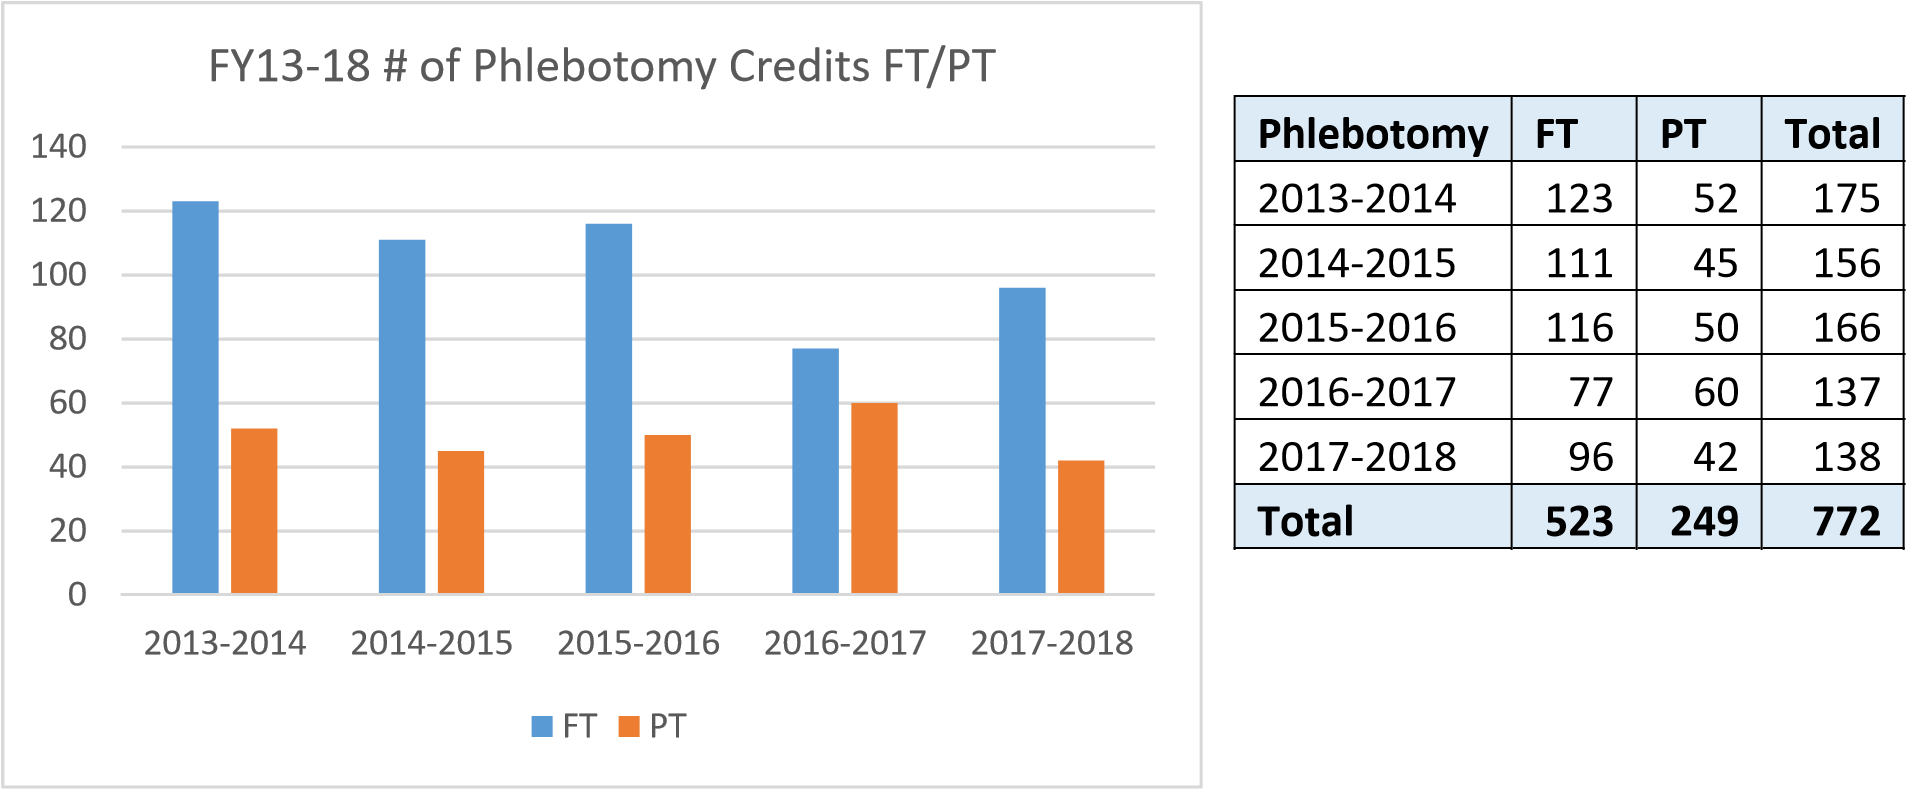 FY13-18 # of Phlebotomy Credits FT/PT
140
120
100
80
60
40
20
0
2013-2014 2014-2015 2015-2016 2016-2017 2017-2018
FT PT
Phlebotomy FT PT Total
2013-2014 123 52 175
2014-2015 111 45 156
2015-2016 116 50 166
2016-2017 77 60 137
2017-2018 96 42 138
Total 523 249 772